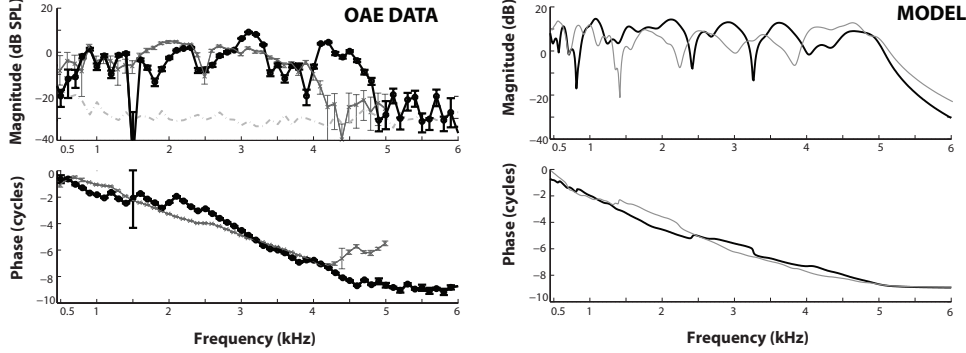 OAE DATA
MODEL
Magnitude (dB SPL)
20
0
−20
−40
0.5 1 2 3 4 5 6
Magnitude (dB)
20
0
−20
−40
0.5 1 2 3 4 5 6
Phase (cycles)
0
−2
−4
−6
−8
−10
0.5 1 2 3 4 5 6
Frequency (kHz)
Phase (cycles)
0
−2
−4
−6
−8
−10
0.5 1 2 3 4 5 6
Frequency (kHz)